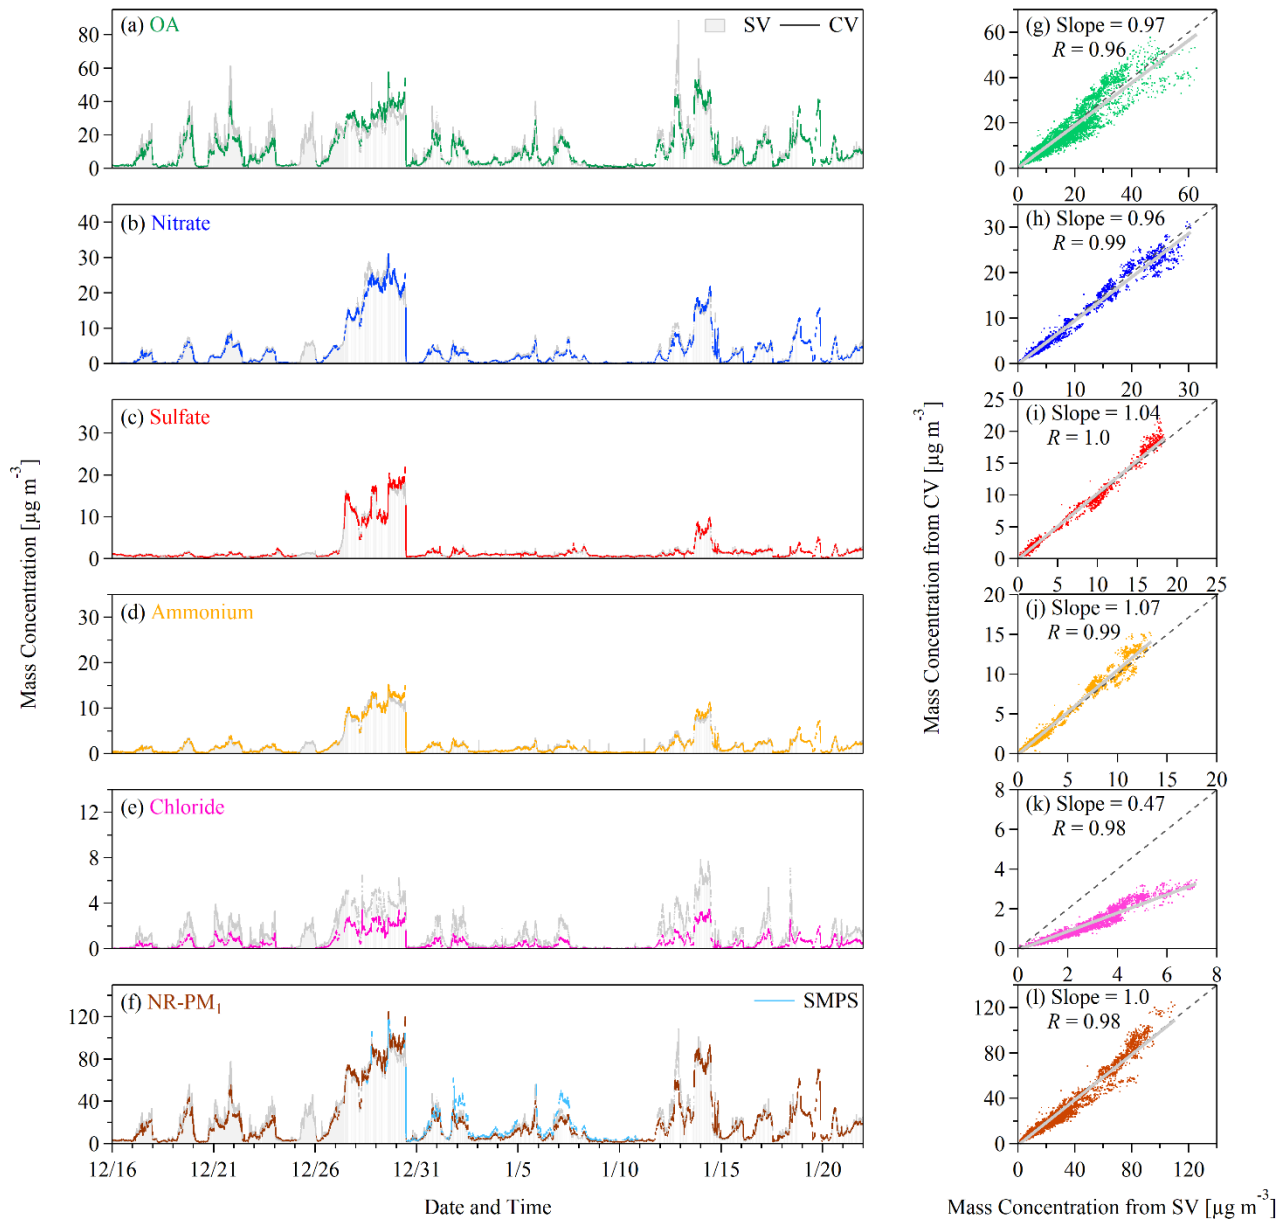 (a) OA
SV
CV
80
60
40
20
0
(b) Nitrate
40
30
20
10
0
(c) Sulfate
30
20
10
0
(d) Ammonium
30
20
10
0
(e) Chloride
12
8
4
0
(f) NR-PM1
SMPS
120
80
40
0
12/16 12/21 12/26 12/31 1/5 1/10 1/15 1/20
Date and Time
Mass Concentration [µg m-3]
(g) Slope = 0.97
R = 0.96
60
40
20
0
0 20 40 60
(h) Slope = 0.96
R = 0.99
30
20
10
0
0 10 20 30
(i) Slope = 1.04
R = 1.0
25
20
15
10
5
0
0 5 10 15 20 25
(j) Slope = 1.07
R = 0.99
20
15
10
5
0
0 5 10 15 20
(k) Slope = 0.47
R = 0.98
8
6
4
2
0
0 2 4 6 8
(l) Slope = 1.0
R = 0.98
120
80
40
0
0 40 80 120
Mass Concentration from CV [µg m-3]
Mass Concentration from SV [µg m-3]